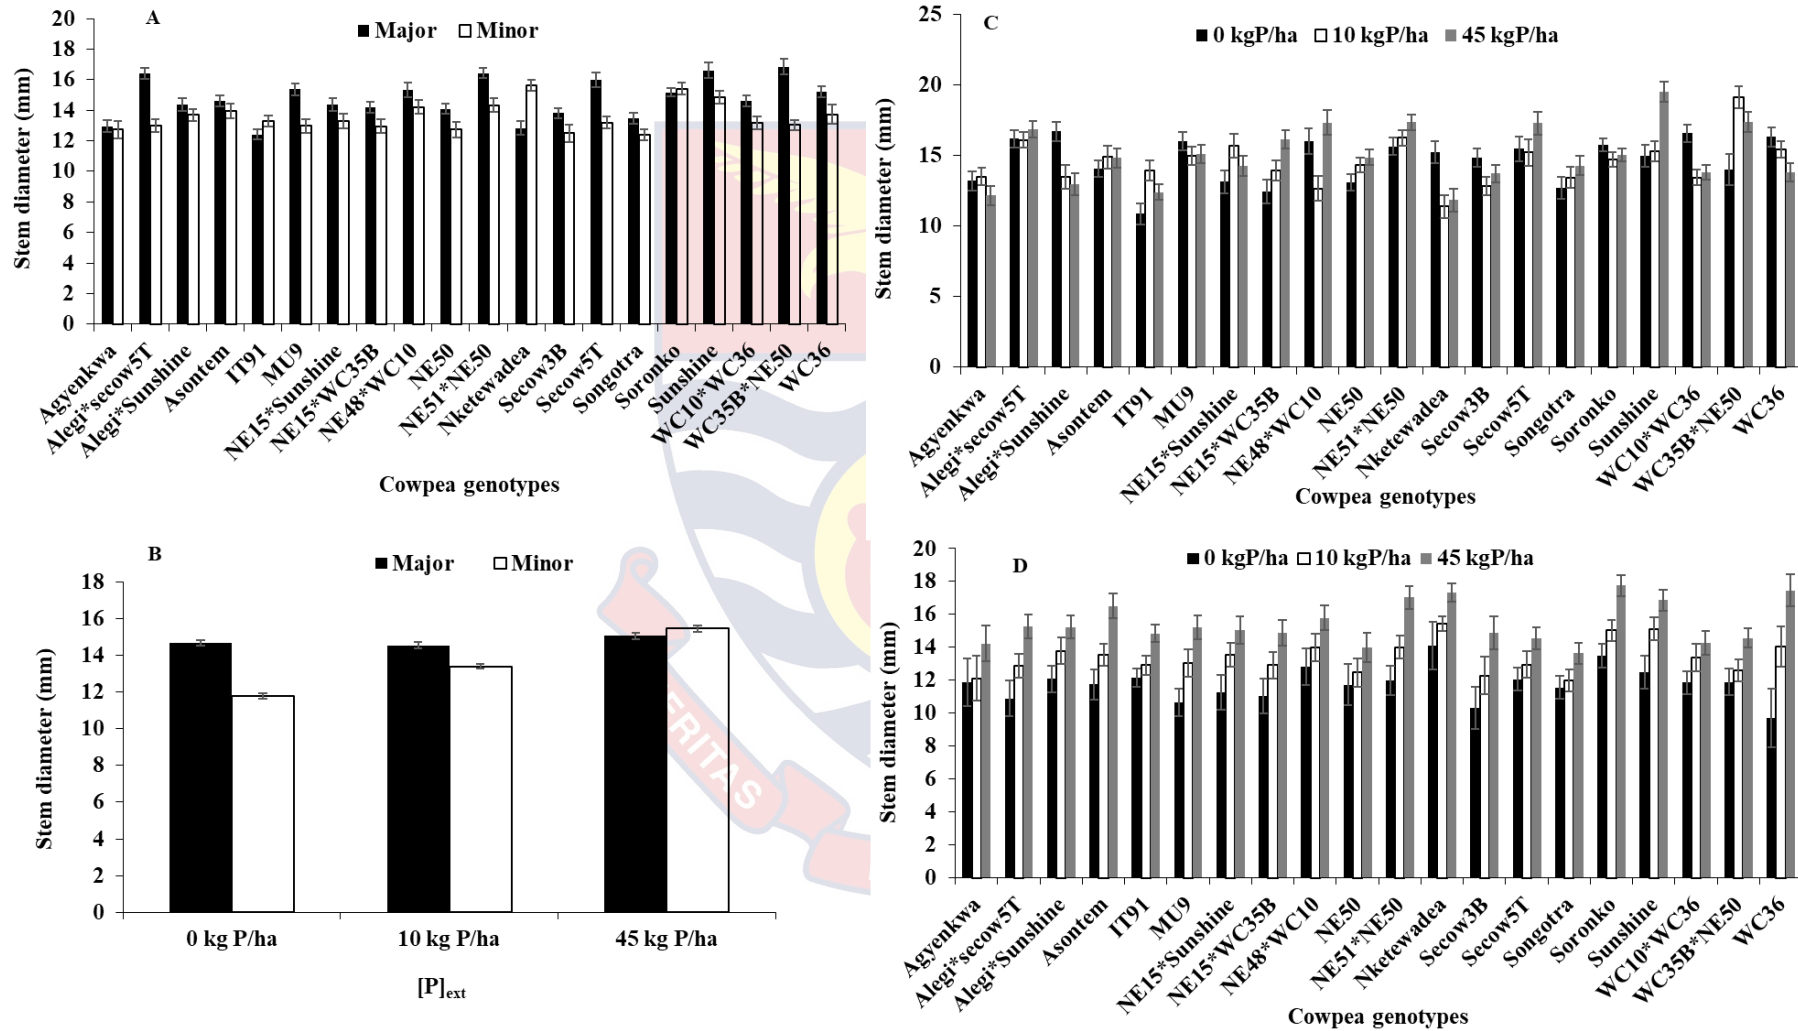 A
Major Minor
Stem diameter (mm)
20
18
16
14
12
10
8
6
4
2
0
Agyenkwa
Alegi*secow5T
Alegi*Sunshine
Asontem
IT91
MU9
NE15*Sunshine
NE15*WC35B
NE48*WC10
NE50
NE51*NE50
Nketewadea
Secow3B
Secow5T
Songotra
Soronko
Sunshine
WC10*WC36
WC35B*NE50
WC36
Cowpea genotypes
B
Major Minor
Stem diameter (mm)
18
16
14
12
10
8
6
4
2
0
0 kg P/ha 10 kg P/ha 45 kg P/ha
[P]ext
C
0 kgP/ha 10 kgP/ha 45 kgP/ha
Stem diameter (mm)
25
20
15
10
5
0
Agyenkwa
Alegi*secow5T
Alegi*Sunshine
Asontem
IT91
MU9
NE15*Sunshine
NE15*WC35B
NE48*WC10
NE50
NE51*NE50
Nketewadea
Secow3B
Secow5T
Songotra
Soronko
Sunshine
WC10*WC36
WC35B*NE50
WC36
Cowpea genotypes
D
0 kgP/ha 10 kgP/ha 45 kgP/ha
Stem diameter (mm)
20
18
16
14
12
10
8
6
4
2
0
Agyenkwa
Alegi*secow5T
Alegi*Sunshine
Asontem
IT91
MU9
NE15*Sunshine
NE15*WC35B
NE48*WC10
NE50
NE51*NE50
Nketewadea
Secow3B
Secow5T
Songotra
Soronko
Sunshine
WC10*WC36
WC35B*NE50
WC36
Cowpea genotypes